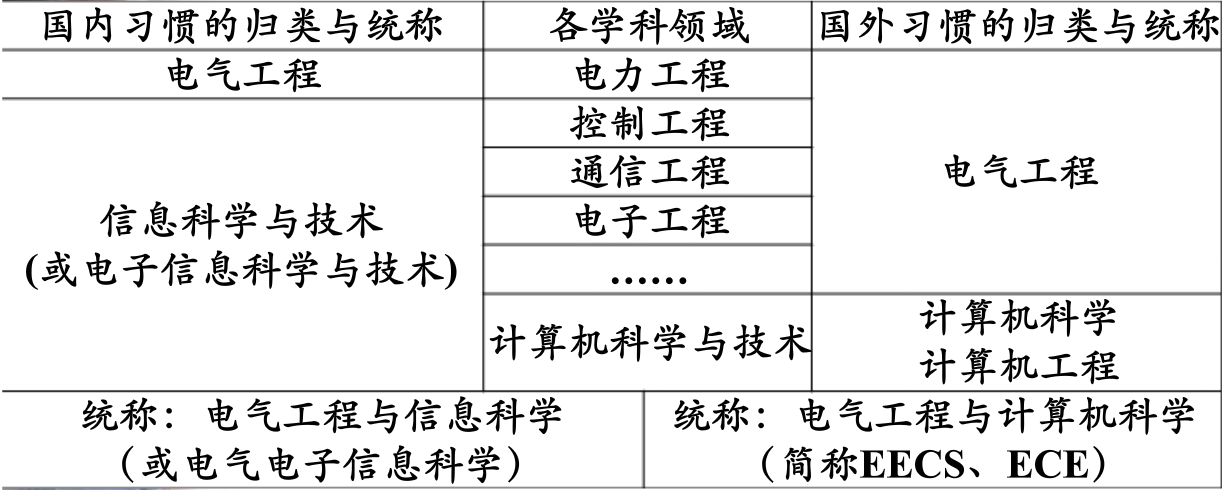 国内习惯的归类与统称 各学科领域 国外习惯的归类与统称
电气工程 电力工程
控制工程
通信工程 电气工程
信息科学与技术 电子工程
(或电子信息科学与技术)
……
计算机科学与技术 计算机科学
计算机工程
统称：电气工程与信息科学 统称：电气工程与计算机科学
（或电气电子信息科学） （简称EECS、ECE）